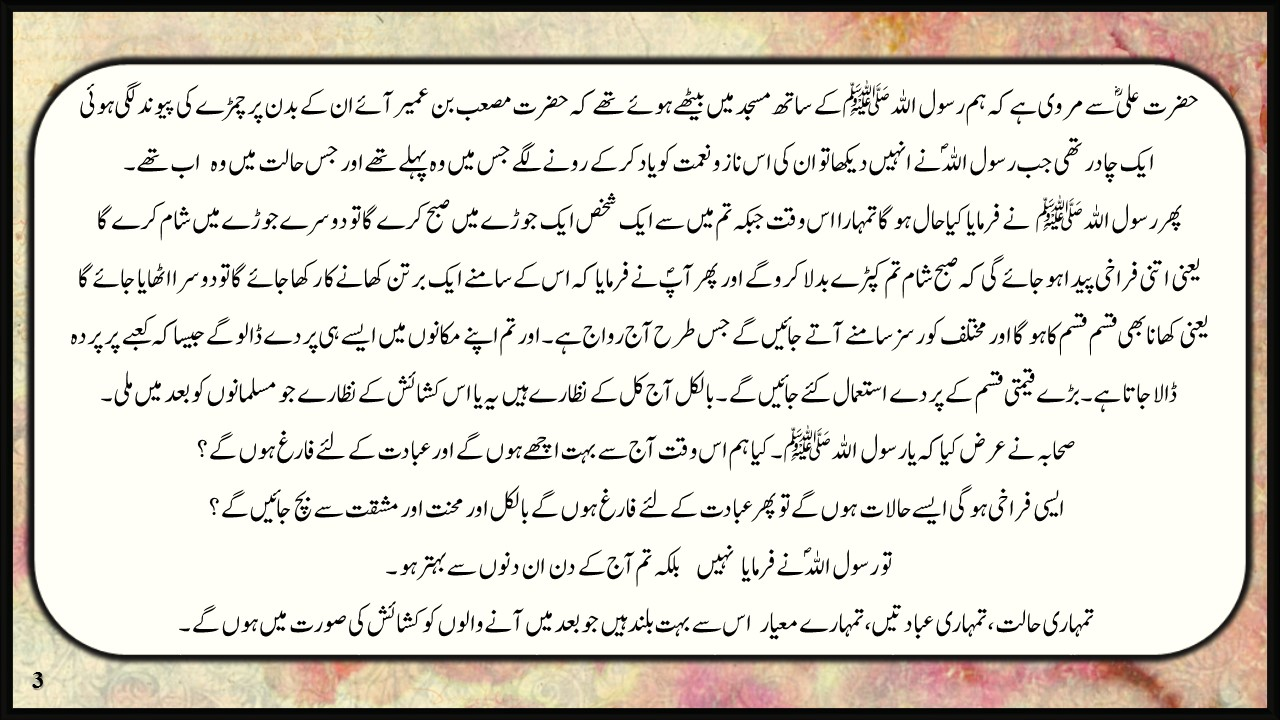 حضرت علیؓ سے مروی ہے کہ ہم رسول اللہ ﷺ کے ساتھ مسجد میں بیٹھے ہوئے تھے کہ حضرت مصعب بن عمیر آئے ان کے بدن پر چمڑے کی پیوند لگی ہوئی
ایک چادر تھی جب رسول اللہؐ نے انہیں دیکھا تو ان کی اس ناز و نعمت کو یاد کر کے رونے لگے جس میں وہ پہلے تھے اور جس حالت میں وہ اب تھے۔
پھر رسول اللہ ﷺ نے فرمایا کیا حال ہو گا تمہارا اس وقت جبکہ تم میں سے ایک شخص ایک جوڑے میں صبح کرے گا تو دوسرے جوڑے میں شام کرے گا
یعنی اتنی فراخی پیدا ہو جائے گی کہ صبح شام تم کپڑے بدلا کرو گے اور پھر آپؐ نے فرمایا کہ اس کے سامنے ایک برتن کھانے کا رکھا جائے گا تو دوسرا اٹھایا جائے گا
یعنی کھانا بھی قسم قسم کا ہو گا اور مختلف کورسز سامنے آتے جائیں گے جس طرح آج رواج ہے۔ اور تم اپنے مکانوں میں ایسے ہی پردے ڈالو گے جیسا کہ کعبے پر پردہ
ڈالا جاتا ہے۔ بڑے قیمتی قسم کے پردے استعمال کئے جائیں گے۔ بالکل آج کل کے نظارے ہیں یہ یا اس کشائش کے نظارے جو مسلمانوں کو بعد میں ملی۔
صحابہ نے عرض کیا کہ یا رسول اللہ ﷺ۔ کیا ہم اس وقت آج سے بہت اچھے ہوں گے اور عبادت کے لئے فارغ ہوں گے؟
ایسی فراخی ہو گی ایسے حالات ہوں گے تو پھر عبادت کے لئے فارغ ہوں گے بالکل اور محنت اور مشقت سے بچ جائیں گے؟
تو رسول اللہؐ نے فرمایا نہیں بلکہ تم آج کے دن ان دنوں سے بہتر ہو۔
تمہاری حالت، تمہاری عبادتیں، تمہارے معیار اس سے بہت بلند ہیں جو بعد میں آنے والوں کو کشائش کی صورت میں ہوں گے۔
3